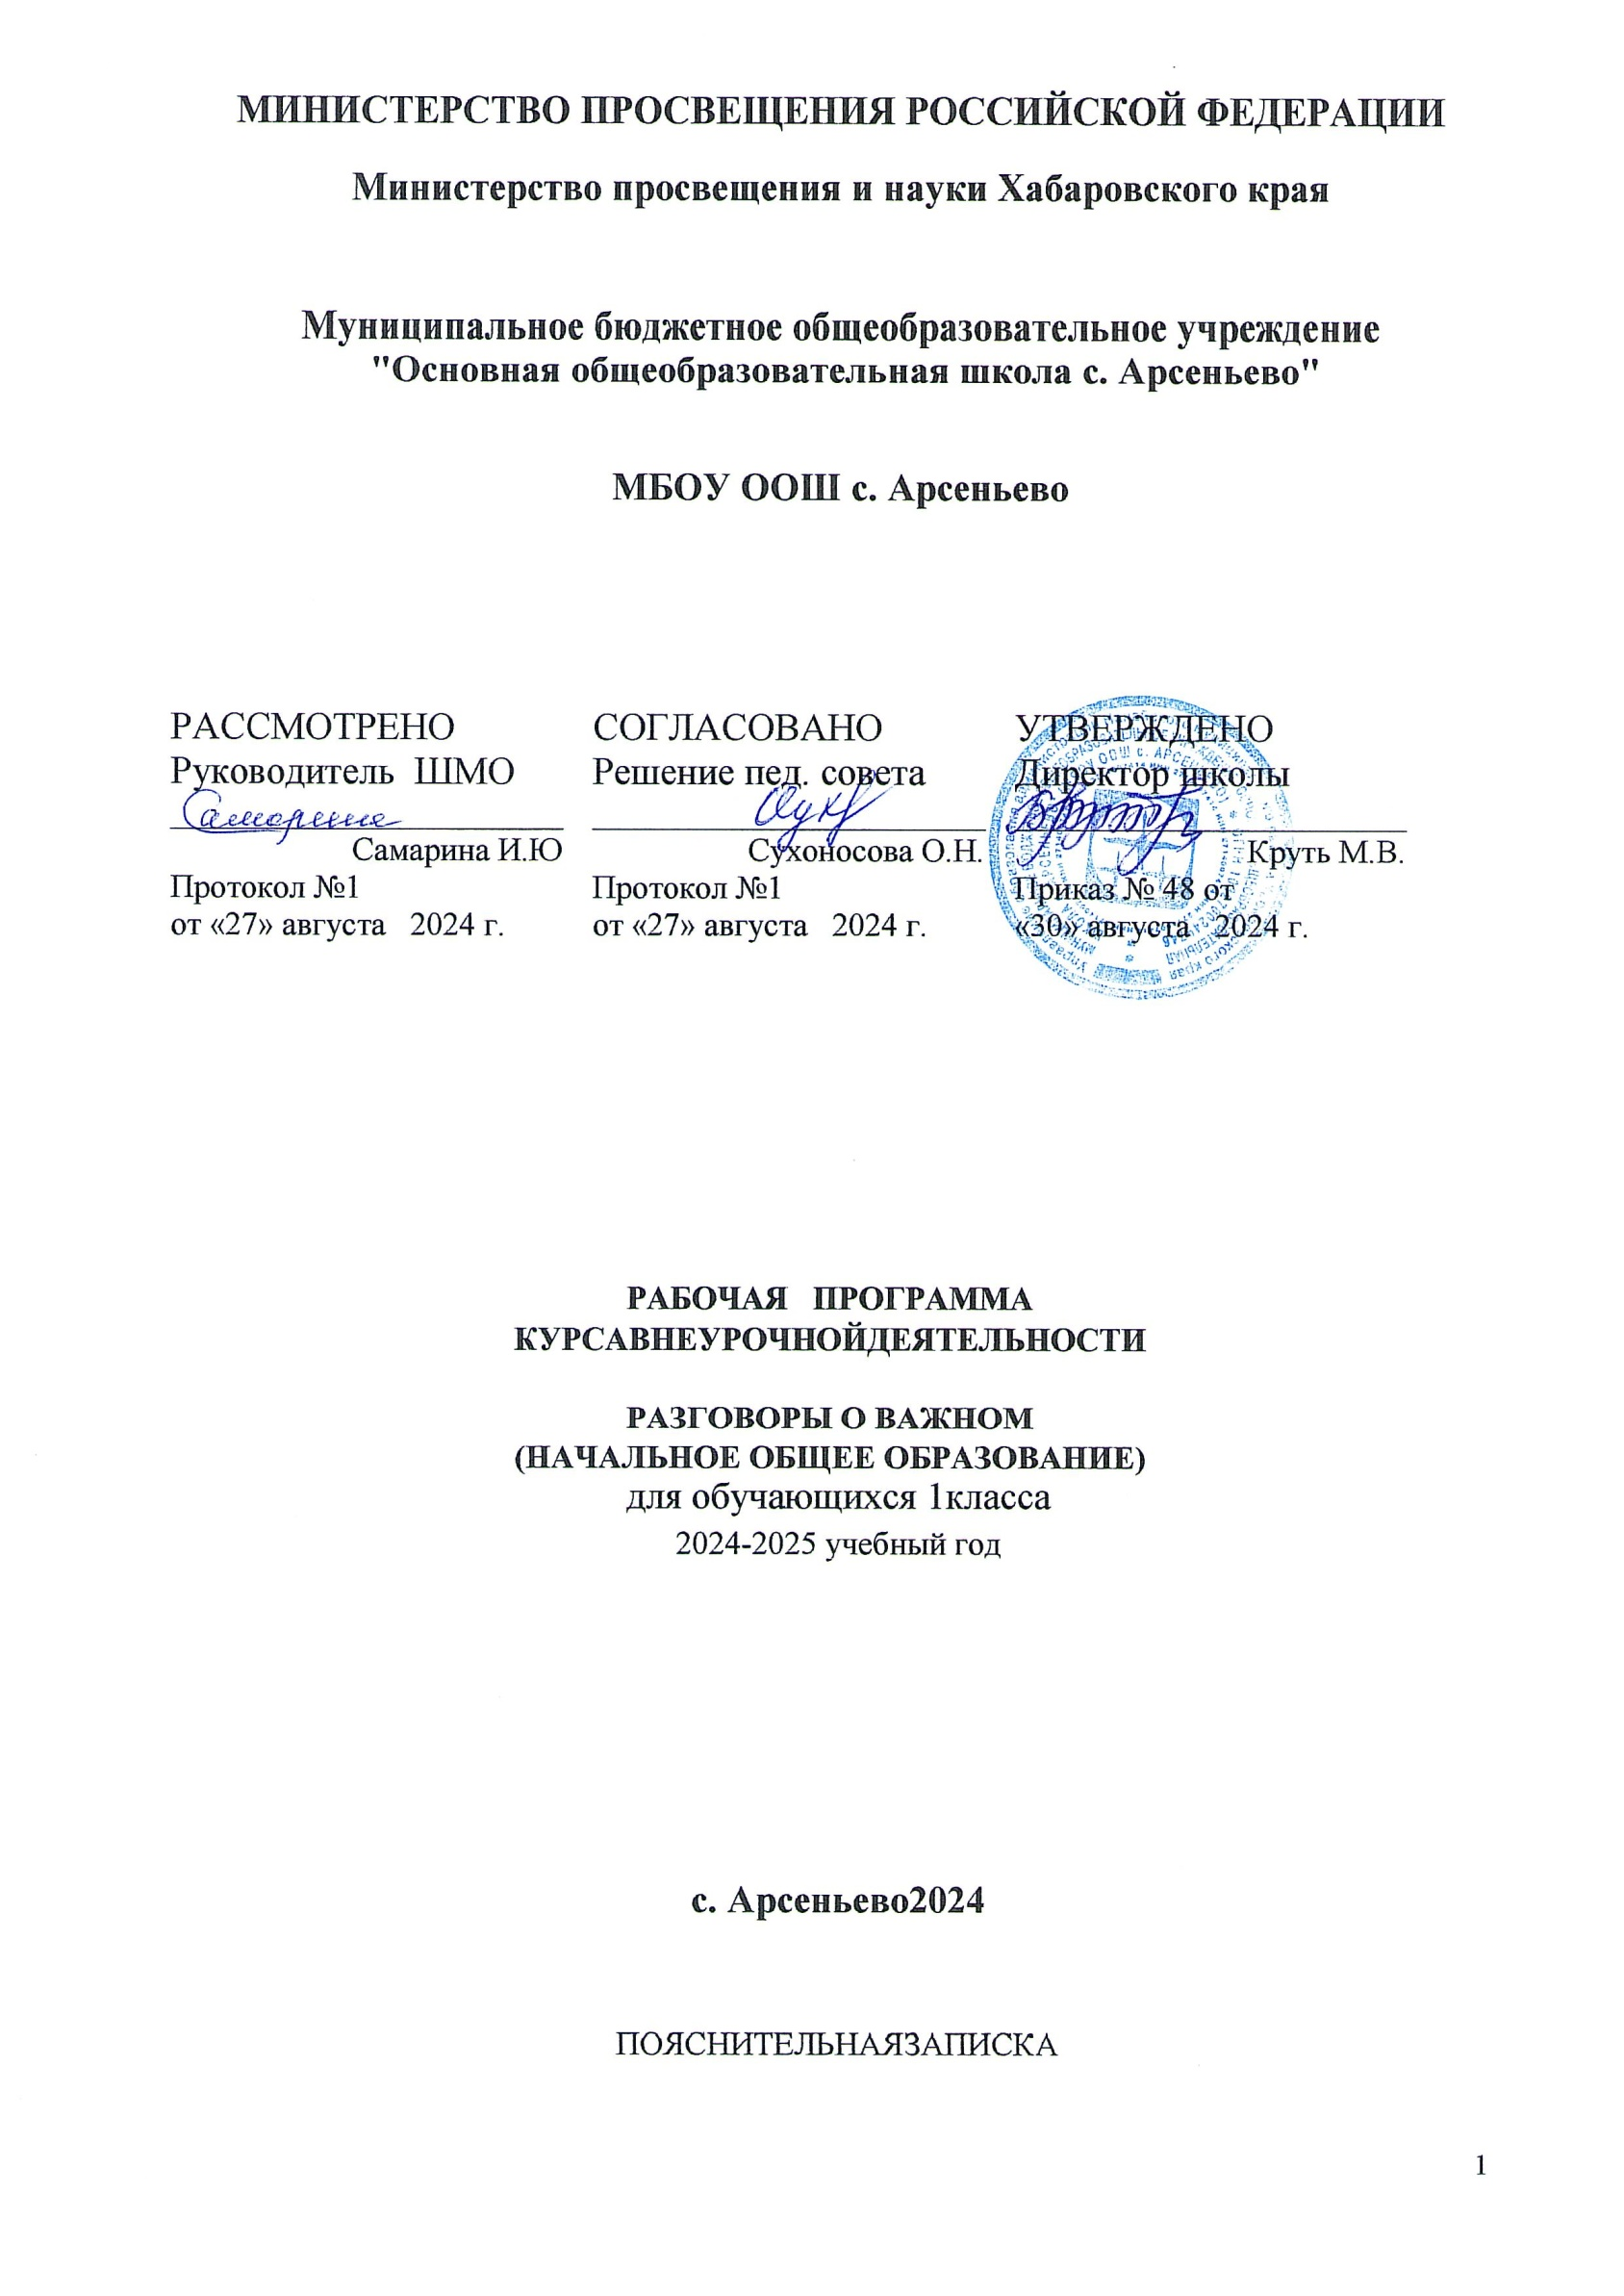 МИНИСТЕРСТВО ПРОСВЕЩЕНИЯ РОССИЙСКОЙ ФЕДЕРАЦИИ
Министерство просвещения и науки Хабаровского края
Муниципальное бюджетное общеобразовательное учреждение
"Основная общеобразовательная школа с. Арсеньево"
МБОУ ООШ с. Арсеньево
РАССМОТРЕНО
Руководитель ШМО
Самарина И.Ю
Протокол №1
от «27» августа 2024 г.
СОГЛАСОВАНО
Решение пед. совета
Сухоносова О.Н.
Протокол №1
от «27» августа 2024 г.
УТВЕРЖДЕНО
Директор школы
Круть М.В.
Приказ № 48 от
«30» августа 2024 г.
РАБОЧАЯ ПРОГРАММА
КУРСАВНЕУРОЧНОЙДЕЯТЕЛЬНОСТИ
РАЗГОВОРЫ О ВАЖНОМ
(НАЧАЛЬНОЕ ОБЩЕЕ ОБРАЗОВАНИЕ)
для обучающихся 1класса
2024-2025 учебный год
с. Арсеньево2024
ПОЯСНИТЕЛЬНАЯЗАПИСКА
1